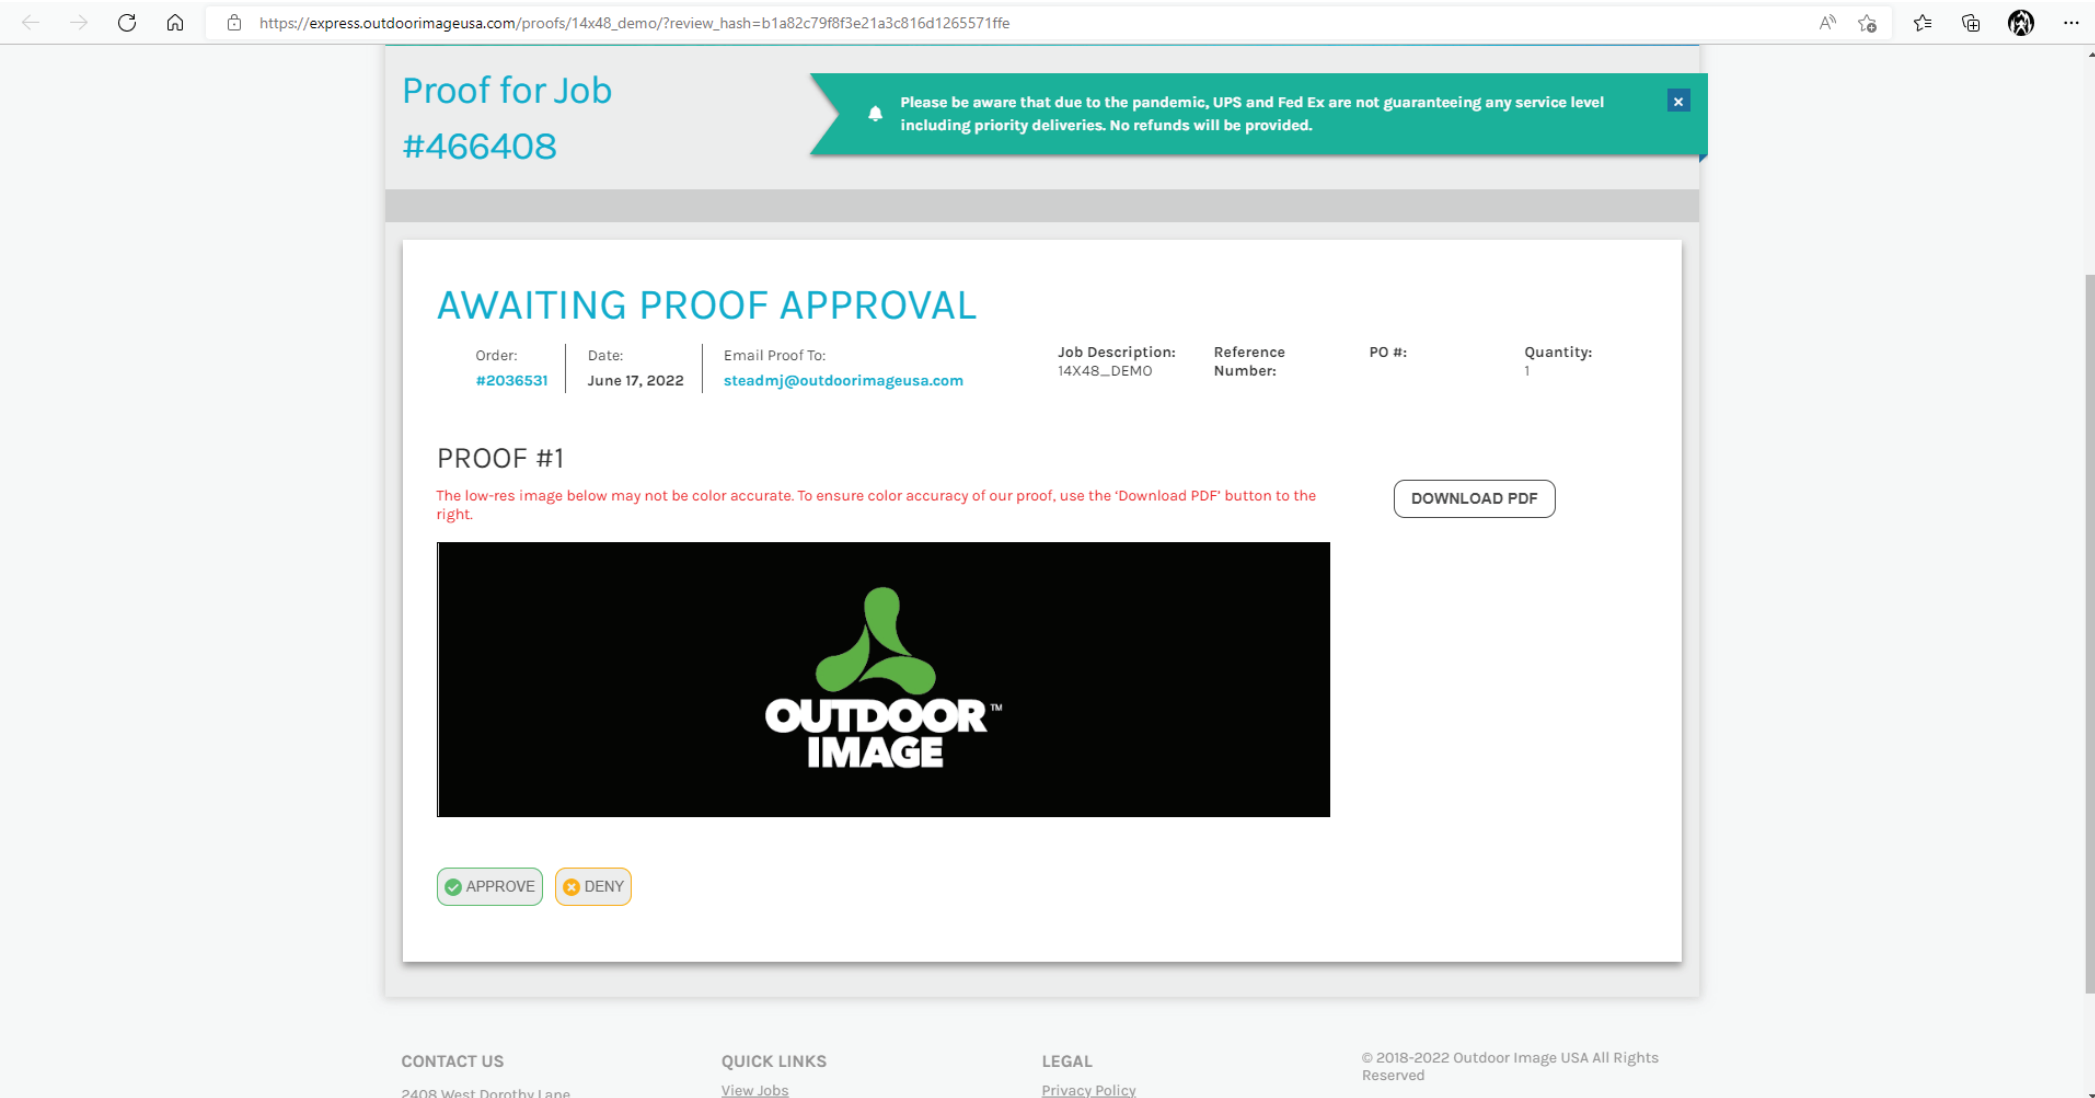 https://express.outdoorimageusa.com/proofs/14x48_demo/?review_hash=b1a82c79f8f3e21a3c816d1265571ffe
Proof for Job
#466408
Please be aware that due to the pandemic, UPS and Fed Ex are not guaranteeing any service level
including priority deliveries. No refunds will be provided.
AWAITING PROOF APPROVAL
Order:
#2036531
Date:
June 17, 2022
Email Proof To:
steadmj@outdoorimageusa.com
Job Description:
14X48_DEMO
Reference
Number:
PO #:
Quantity:
1
PROOF #1
The low-res image below may not be color accurate. To ensure color accuracy of our proof, use the ‘Download PDF’ button to the
right.
DOWNLOAD PDF
OUTDOOR™
IMAGE
APPROVE
DENY
CONTACT US
2408 West Dorothy Lane
QUICK LINKS
View Jobs
LEGAL
Privacy Policy
© 2018-2022 Outdoor Image USA All Rights
Reserved